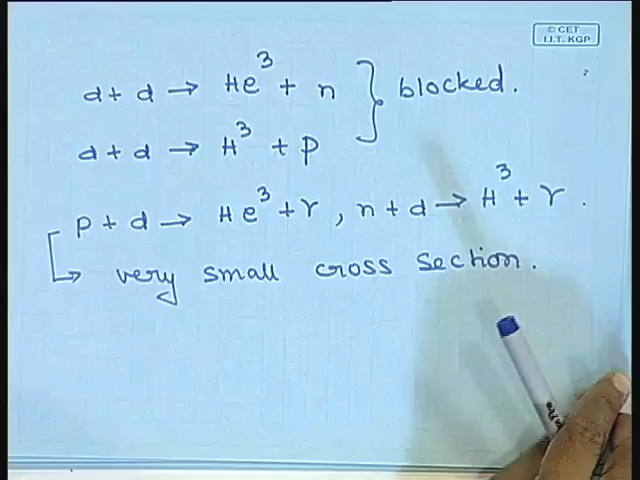 © CET
I.I.T. KGP
d + d → He³ + n } blocked.
d + d → H³ + p
p + d → He³ + γ , n + d → H³ + γ .
↳ very small cross section.